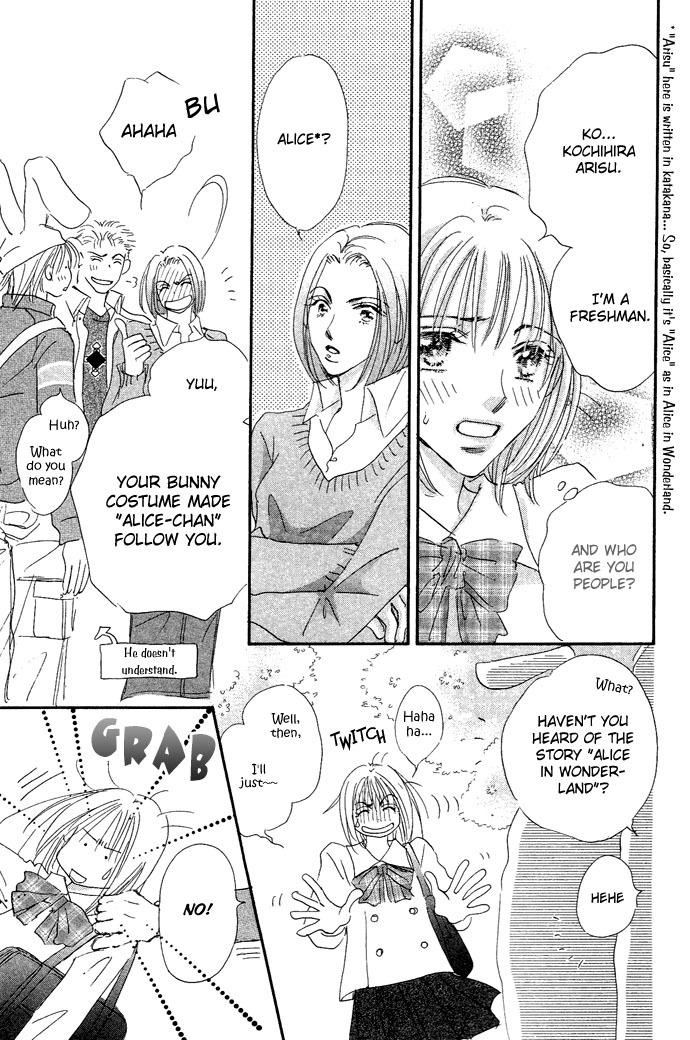 * "Arisu" here is written in katakana... So, basically it's "Alice" as in Alice in Wonderland.
KO...
KOCHIHIRA
ARISU.
I'M A
FRESHMAN.
AND WHO
ARE YOU
PEOPLE?
ALICE*?
BU
AHAHA
YUU,
YOUR BUNNY
COSTUME MADE
"ALICE-CHAN"
FOLLOW YOU.
Huh?
What
do you
mean?
He doesn't
understand.
What?
HAVEN'T YOU
HEARD OF THE
STORY "ALICE
IN WONDER-
LAND"?
HEHE
Haha
ha...
TWITCH
Well,
then,
I'll
just~~
GRAB
NO!